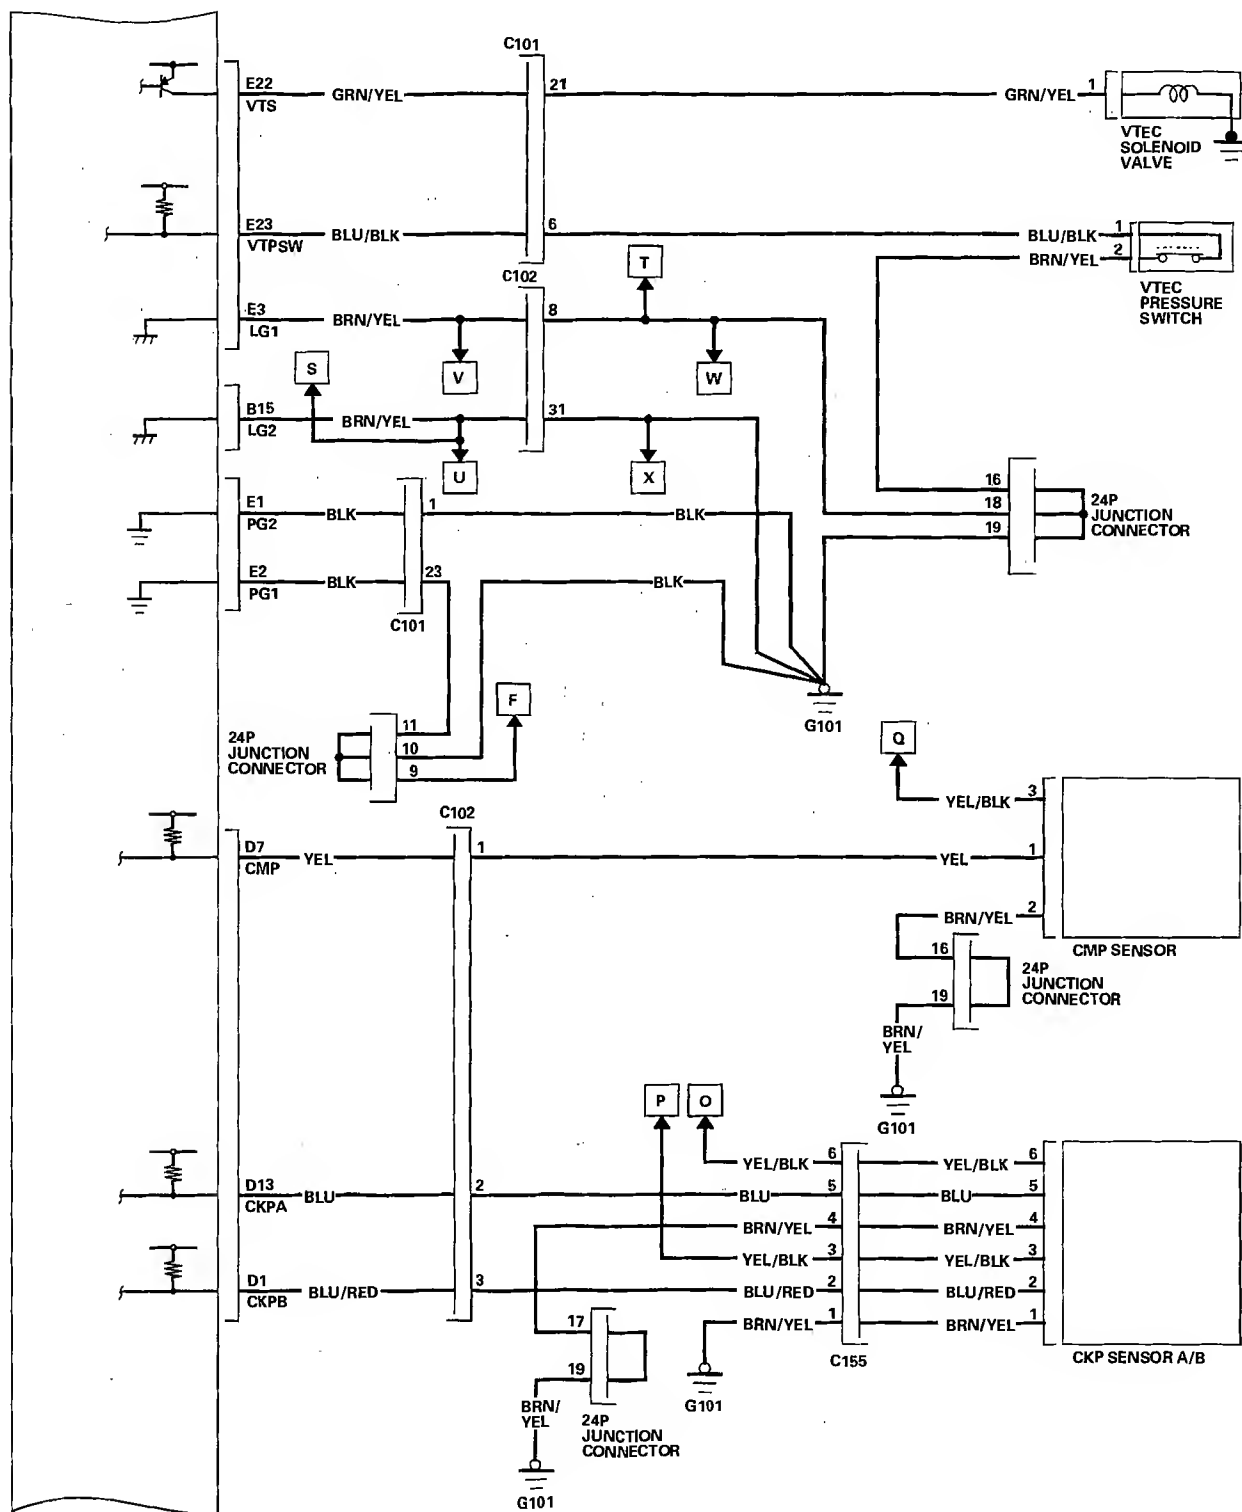 C101
E22
VTS
GRN/YEL
21
GRN/YEL
1
VTEC
SOLENOID
VALVE
E23
VTPSW
BLU/BLK
6
BLU/BLK
1
BRN/YEL
2
VTEC
PRESSURE
SWITCH
C102
T
E3
LG1
BRN/YEL
8
S
V
W
B15
LG2
BRN/YEL
31
U
X
E1
PG2
BLK
1
BLK
16
18
19
24P
JUNCTION
CONNECTOR
E2
PG1
BLK
23
BLK
C101
F
G101
24P
JUNCTION
CONNECTOR
11
10
9
Q
YEL/BLK
3
C102
D7
CMP
YEL
1
YEL
1
BRN/YEL
2
CMP SENSOR
16
19
24P
JUNCTION
CONNECTOR
BRN/
YEL
G101
P
O
YEL/BLK
6
YEL/BLK
6
D13
CKPA
BLU
2
BLU
5
BLU
5
BRN/YEL
4
BRN/YEL
4
YEL/BLK
3
YEL/BLK
3
D1
CKPB
BLU/RED
3
BLU/RED
2
BLU/RED
2
BRN/YEL
1
BRN/YEL
1
C155
CKP SENSOR A/B
17
19
G101
BRN/
YEL
24P
JUNCTION
CONNECTOR
G101